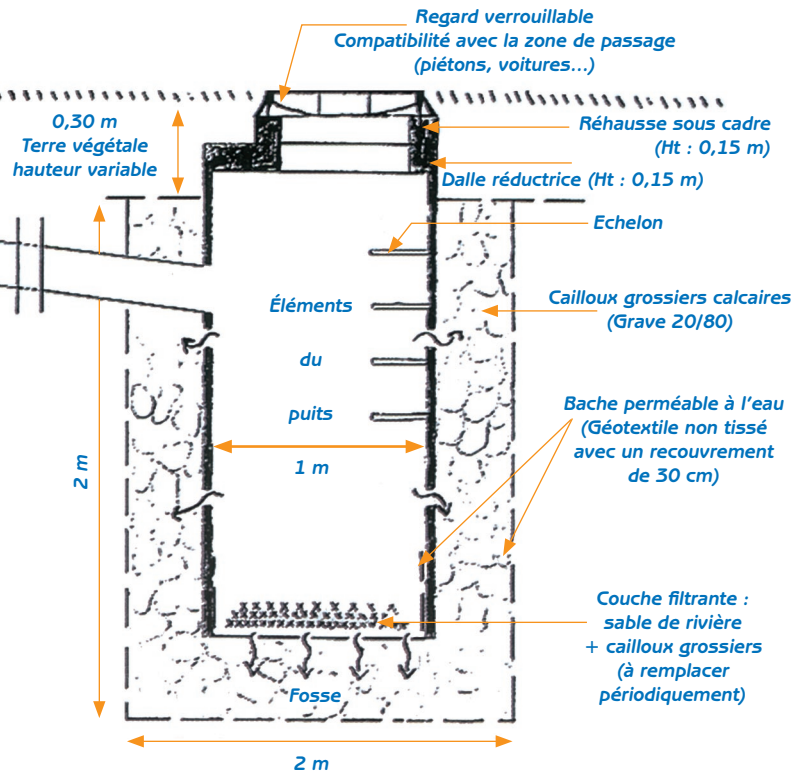 Regard verrouillable
Compatibilité avec la zone de passage
(piétons, voitures...)
0,30 m
Terre végétale
hauteur variable
Réhausse sous cadre
(Ht : 0,15 m)
Dalle réductrice (Ht : 0,15 m)
Echelon
Éléments
du
puits
Cailloux grossiers calcaires
(Grave 20/80)
Bache perméable à l'eau
(Géotextile non tissé
avec un recouvrement
de 30 cm)
1 m
2 m
Couche filtrante :
sable de rivière
+ cailloux grossiers
(à remplacer
périodiquement)
Fosse
2 m